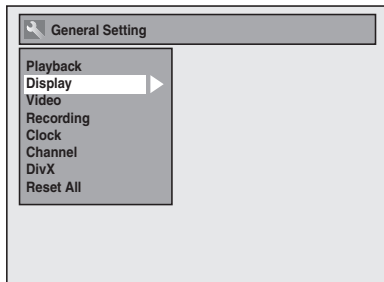 General Setting
Playback
Display
Video
Recording
Clock
Channel
DivX
Reset All